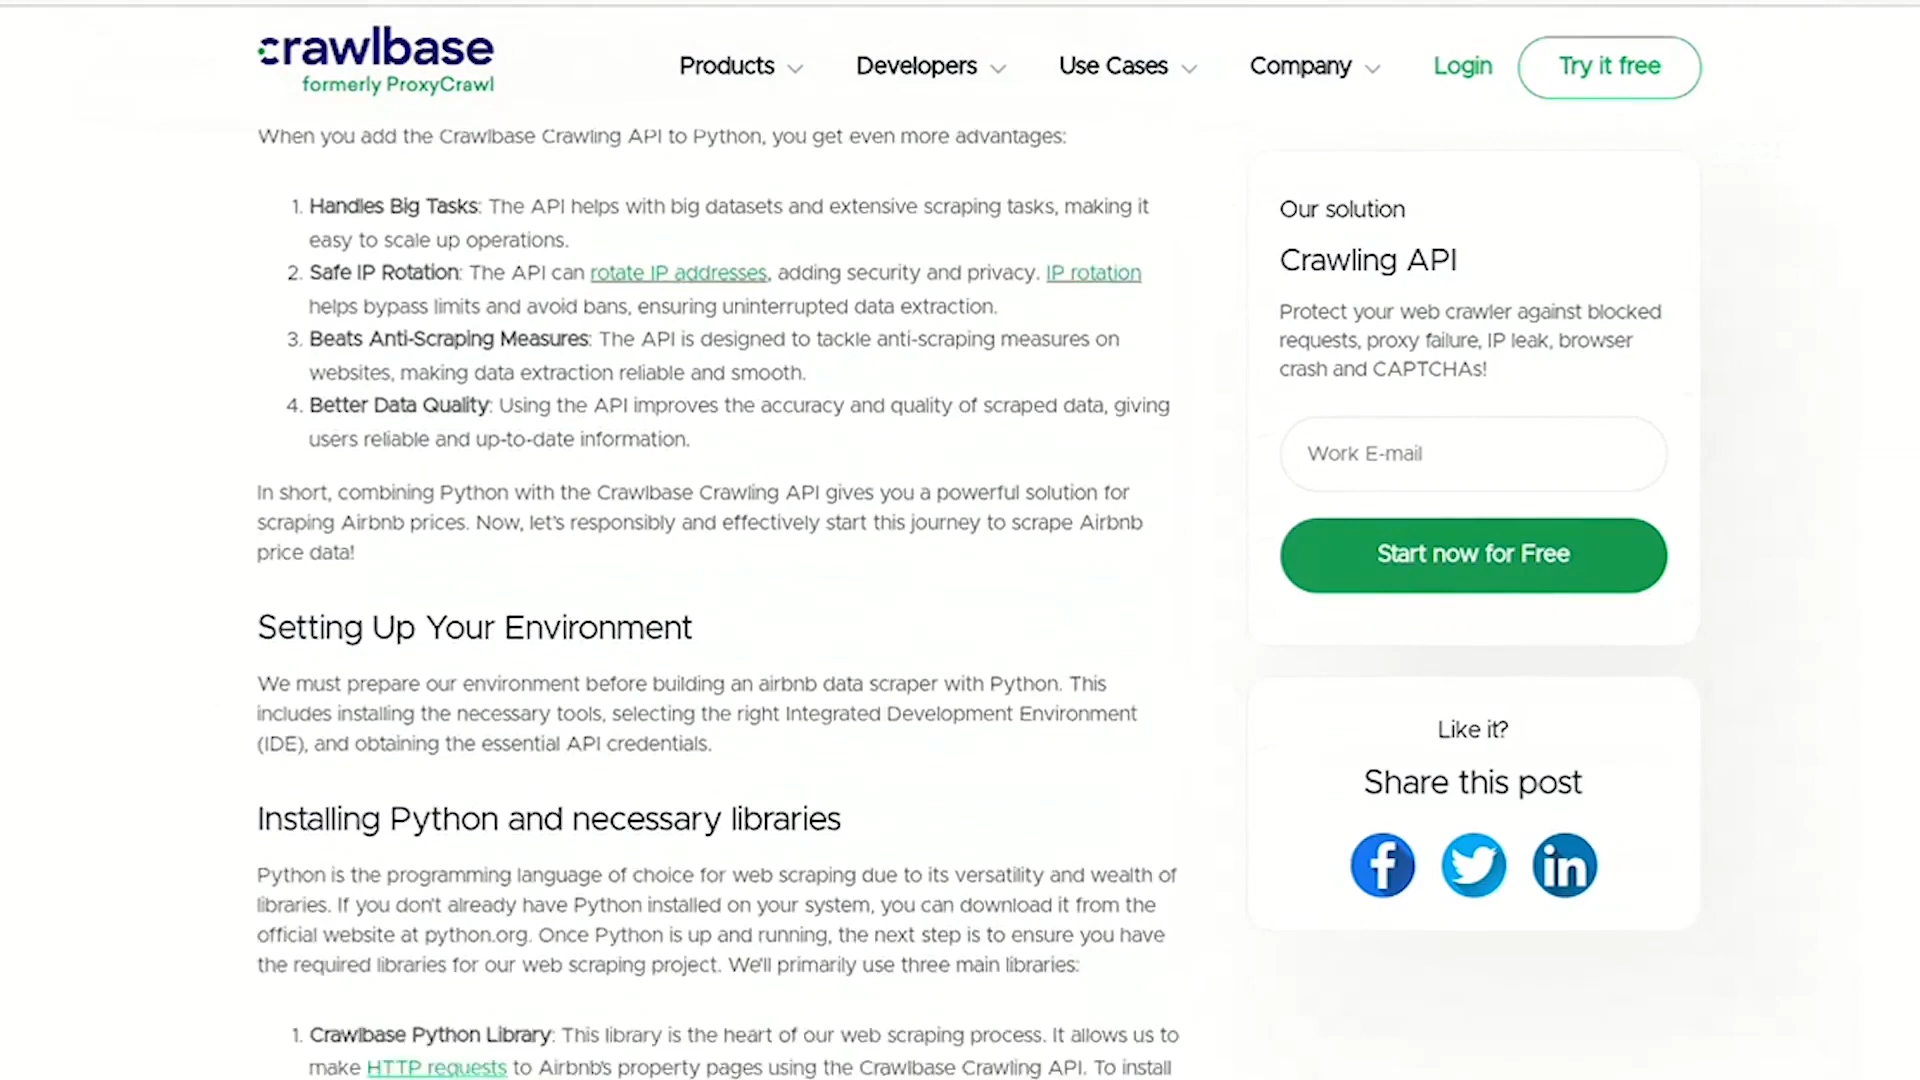 crawlbase
formerly ProxyCrawl
Products
Developers
Use Cases
Company
Login
Try it free
When you add the Crawlbase Crawling API to Python, you get even more advantages:
1. Handles Big Tasks: The API helps with big datasets and extensive scraping tasks, making it
easy to scale up operations.
2. Safe IP Rotation: The API can rotate IP addresses, adding security and privacy. IP rotation
helps bypass limits and avoid bans, ensuring uninterrupted data extraction.
3. Beats Anti-Scraping Measures: The API is designed to tackle anti-scraping measures on
websites, making data extraction reliable and smooth.
4. Better Data Quality: Using the API improves the accuracy and quality of scraped data, giving
users reliable and up-to-date information.
In short, combining Python with the Crawlbase Crawling API gives you a powerful solution for
scraping Airbnb prices. Now, let's responsibly and effectively start this journey to scrape Airbnb
price data!
Setting Up Your Environment
We must prepare our environment before building an airbnb data scraper with Python. This
includes installing the necessary tools, selecting the right Integrated Development Environment
(IDE), and obtaining the essential API credentials.
Installing Python and necessary libraries
Python is the programming language of choice for web scraping due to its versatility and wealth of
libraries. If you don't already have Python installed on your system, you can download it from the
official website at python.org. Once Python is up and running, the next step is to ensure you have
the required libraries for our web scraping project. We'll primarily use three main libraries:
1. Crawlbase Python Library: This library is the heart of our web scraping process. It allows us to
make HTTP requests to Airbnb's property pages using the Crawlbase Crawling API. To install
Our solution
Crawling API
Protect your web crawler against blocked
requests, proxy failure, IP leak, browser
crash and CAPTCHAs!
Work E-mail
Start now for Free
Like it?
Share this post